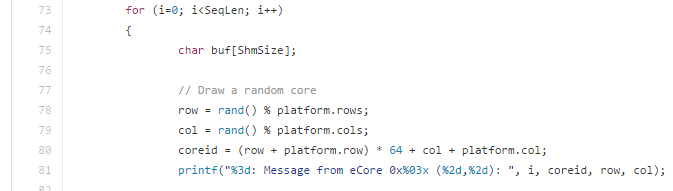 73 for (i=0; i<SeqLen; i++)
74 {
75 char buf[ShmSize];
76
77 // Draw a random core
78 row = rand() % platform.rows;
79 col = rand() % platform.cols;
80 coreid = (row + platform.row) * 64 + col + platform.col;
81 printf("%3d: Message from eCore 0x%03x (%2d,%2d): ", i, coreid, row, col);